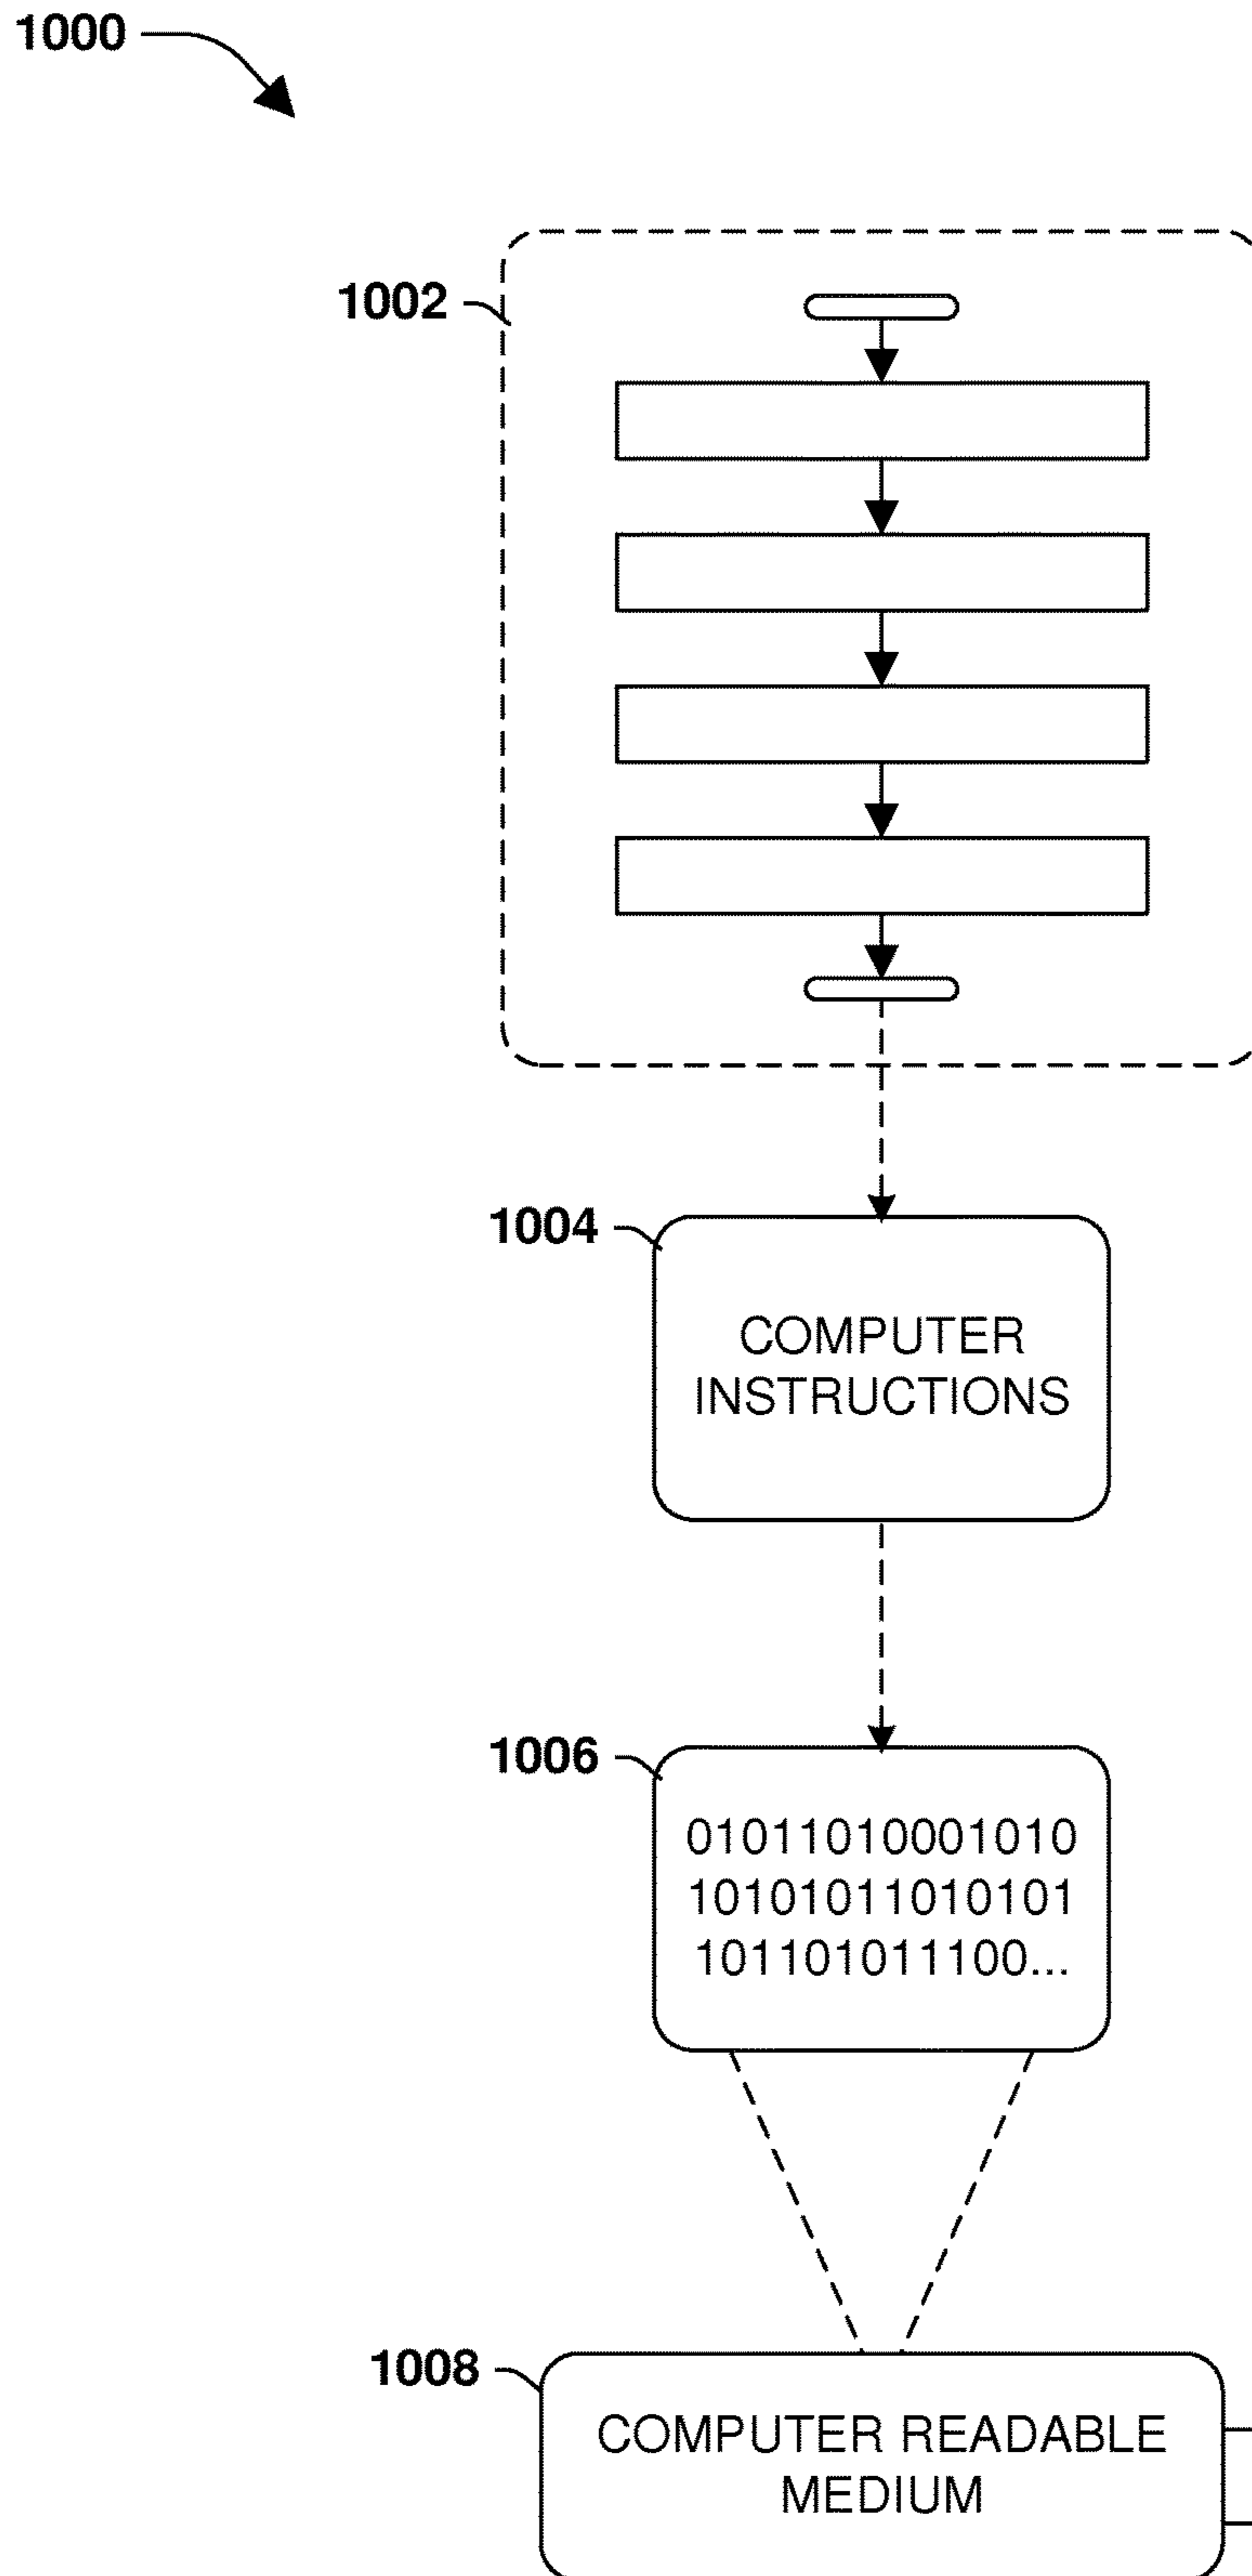 1000
1002
1004
COMPUTER
INSTRUCTIONS
1006
01011010001010
10101011010101
101101011100...
1008
COMPUTER READABLE
MEDIUM